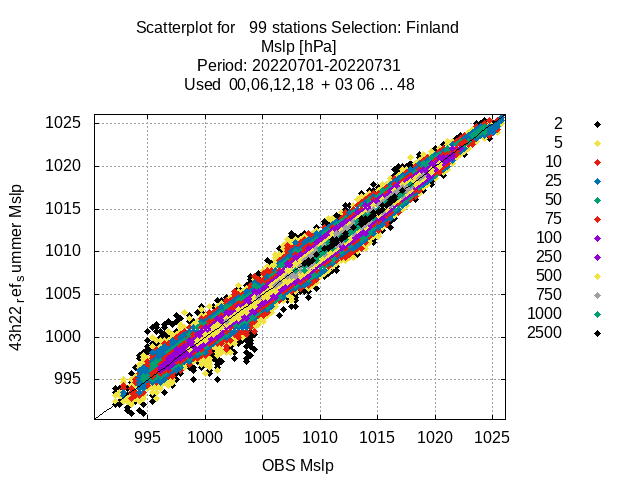 Scatterplot for   99 stations Selection: Finland
Mslp [hPa]
Period: 20220701-20220731
Used  00,06,12,18  + 03 06 ... 48
43h22_ref_summer Mslp
1025
1020
1015
1010
1005
1000
995
995 1000 1005 1010 1015 1020 1025
OBS Mslp
2
5
10
25
50
75
100
250
500
750
1000
2500